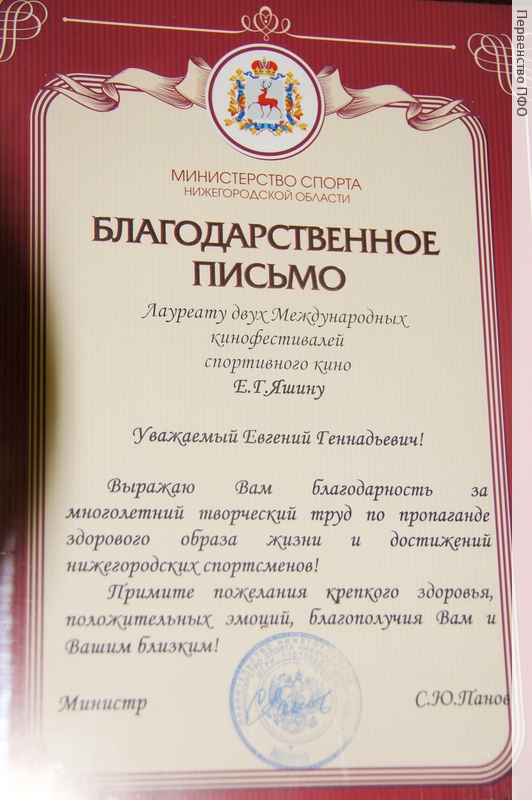 Первенство ПФО
МИНИСТЕРСТВО СПОРТА
НИЖЕГОРОДСКОЙ ОБЛАСТИ
БЛАГОДАРСТВЕННОЕ
ПИСЬМО
Лауреату двух Международных
кинофестивалей
спортивного кино
Е.Г.Яшину
Уважаемый Евгений Геннадьевич!
Выражаю Вам благодарность за
многолетний творческий труд по пропаганде
здорового образа жизни и достижений
нижегородских спортсменов!
Примите пожелания крепкого здоровья,
положительных эмоций, благополучия Вам и
Вашим близким!
Министр С.Ю.Панов